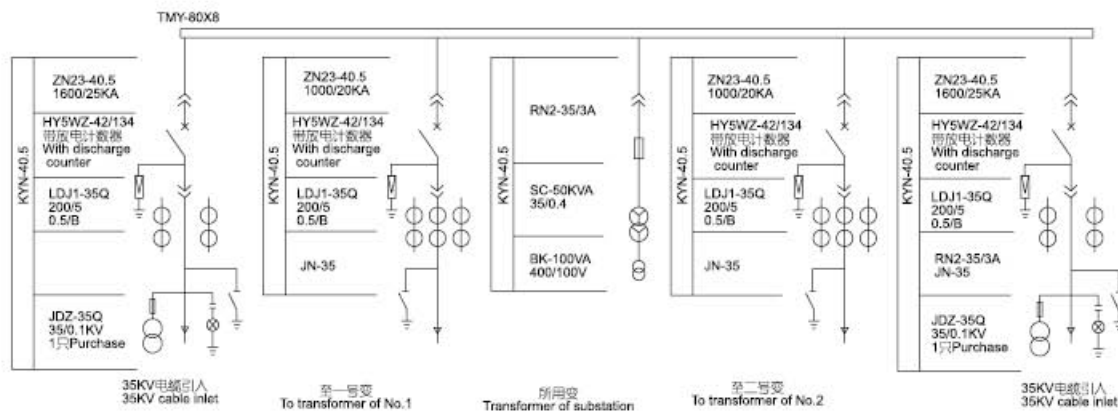 TMY-80X8
KYN-40.5
ZN23-40.5
1600/25KA
HY5WZ-42/134
带放电计数器
With discharge
counter
LDJ1-35Q
200/5
0.5/B
JDZ-35Q
35/0.1KV
1只Purchase
35KV电缆引入
35KV cable inlet
KYN-40.5
ZN23-40.5
1000/20KA
HY5WZ-42/134
带放电计数器
With discharge
counter
LDJ1-35Q
200/5
0.5/B
JN-35
至一号变
To transformer of No.1
KYN-40.5
RN2-35/3A
SC-50KVA
35/0.4
BK-100VA
400/100V
所用变
Transformer of substation
KYN-40.5
ZN23-40.5
1000/20KA
HY5WZ-42/134
带放电计数器
With discharge
counter
LDJ1-35Q
200/5
0.5/B
JN-35
至二号变
To transformer of No.2
KYN-40.5
ZN23-40.5
1600/25KA
HY5WZ-42/134
带放电计数器
With discharge
counter
LDJ1-35Q
200/5
0.5/B
RN2-35/3A
JN-35
JDZ-35Q
35/0.1KV
1只Purchase
35KV电缆引入
35KV cable inlet